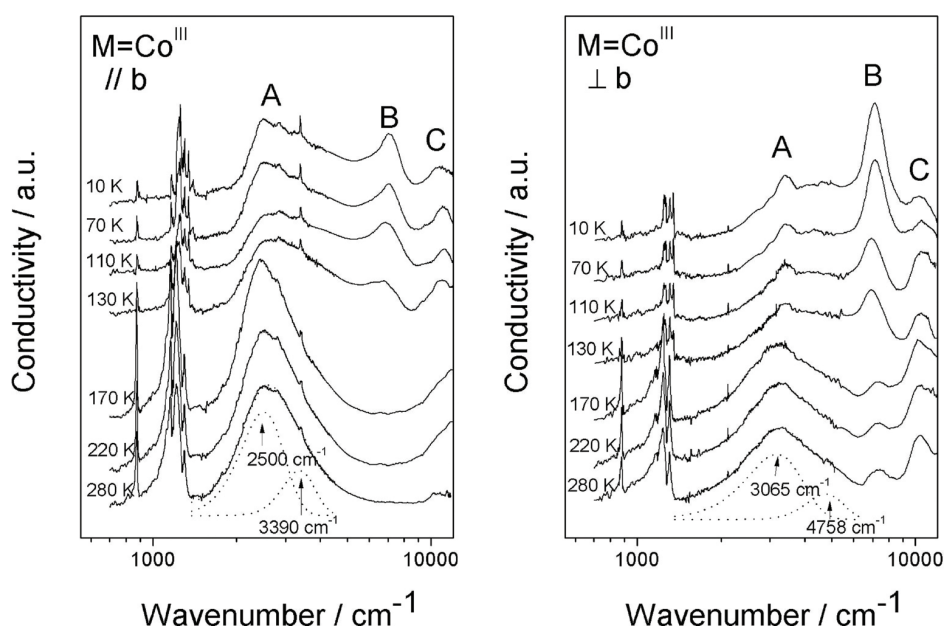 M=Co^III
// b
A
B
C
10 K
70 K
110 K
130 K
170 K
220 K
280 K
2500 cm^-1
3390 cm^-1
1000
10000
Wavenumber / cm^-1
Conductivity / a.u.
M=Co^III
⊥ b
B
A
C
10 K
70 K
110 K
130 K
170 K
220 K
280 K
3065 cm^-1
4758 cm^-1
1000
10000
Wavenumber / cm^-1
Conductivity / a.u.